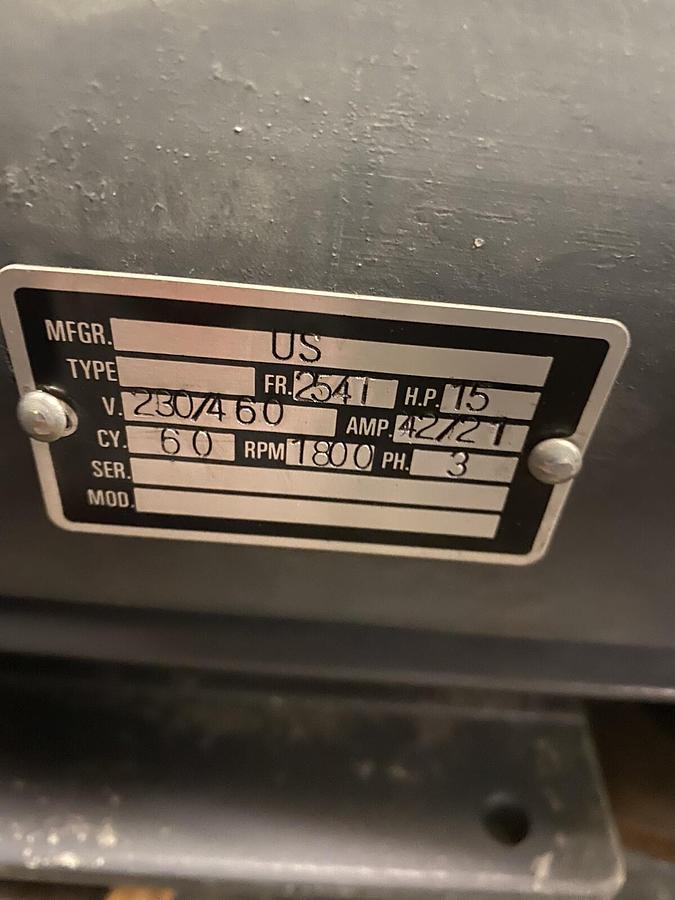 MFGR. US
TYPE FR. 254T H.P. 15
V. 230/460 AMP. 42/21
CY. 60 RPM 1800 PH. 3
SER.
MOD.